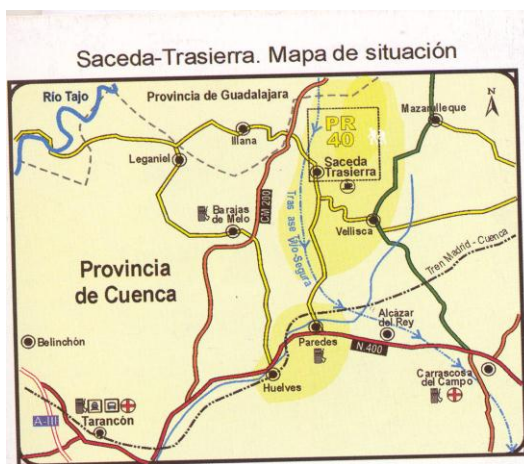 Saceda-Trasierra. Mapa de situación
Río Tajo
Provincia de Guadalajara
Mazarulleque
N
Illana
PR
40
Leganiel
Saceda
Trasierra
CM 200
Barajas
de Melo
Vellisca
Tras ase Tajo-Segura
Provincia
de Cuenca
Tren Madrid - Cuenca
Alcázar
del Rey
Belinchón
Paredes
N 400
Huelves
Carrascosa
del Campo
A-III
Tarancón